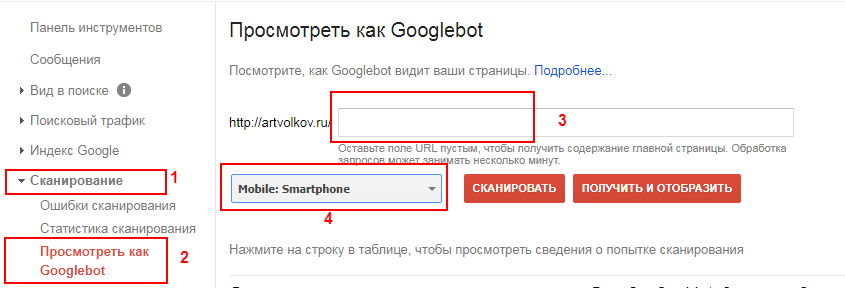 Панель инструментов
Сообщения
Вид в поиске i
Поисковый трафик
Индекс Google
Сканирование 1
Ошибки сканирования
Статистика сканирования
Просмотреть как
Googlebot 2
Просмотреть как Googlebot
Посмотрите, как Googlebot видит ваши страницы. Подробнее...
http://artvolkov.ru/ 3
Оставьте поле URL пустым, чтобы получить содержание главной страницы. Обработка
запросов может занимать несколько минут.
Mobile: Smartphone СКАНИРОВАТЬ ПОЛУЧИТЬ И ОТОБРАЗИТЬ
4
Нажмите на строку в таблице, чтобы просмотреть сведения о попытке сканирования